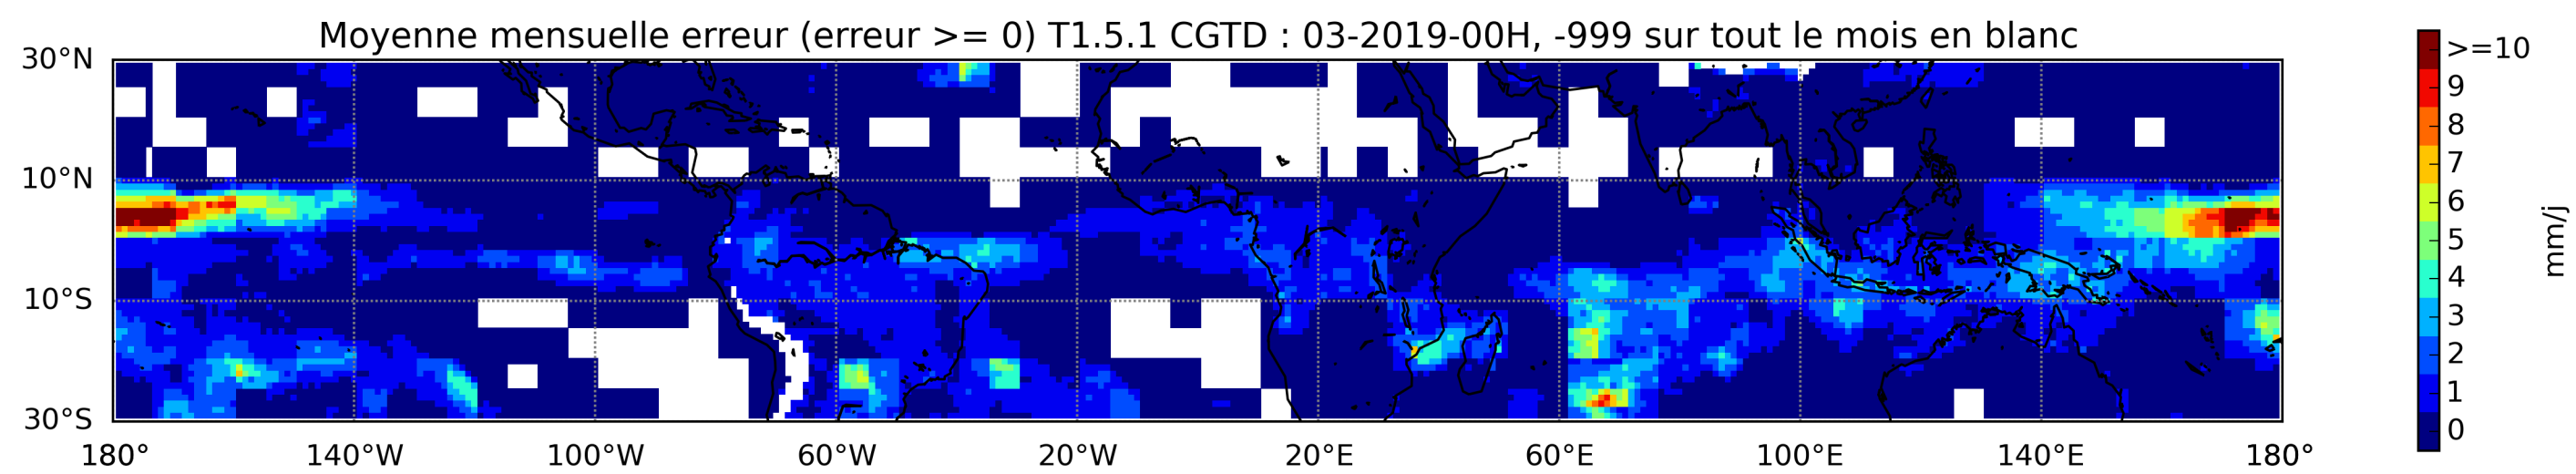 Moyenne mensuelle erreur (erreur >= 0) T1.5.1 CGTD : 03-2019-00H, -999 sur tout le mois en blanc
30°N
10°N
10°S
30°S
180° 140°W 100°W 60°W 20°W 20°E 60°E 100°E 140°E 180°
>=10
9
8
7
6
5
4
3
2
1
0
mm/j